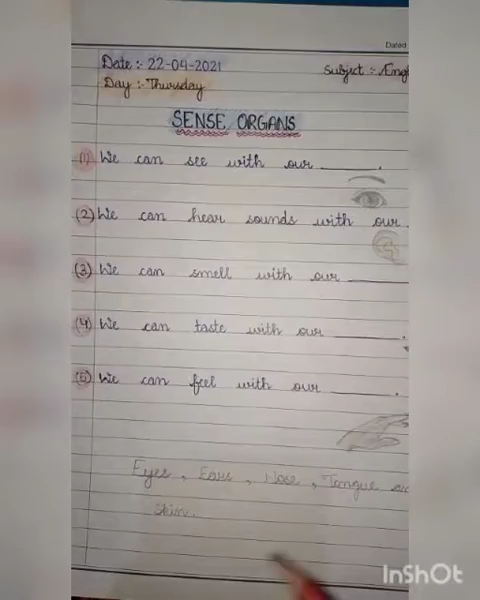 Dated
Date :- 22-04-2021
Subject :- Engl
Day :- Thursday
SENSE ORGANS
(1) We can see with our ______.
(2) We can hear sounds with our
(3) We can smell with our ______
(4) We can taste with our ______.
(5) We can feel with our ______.
Eyes, Ears, Nose, Tongue an
Skin.
InShOt